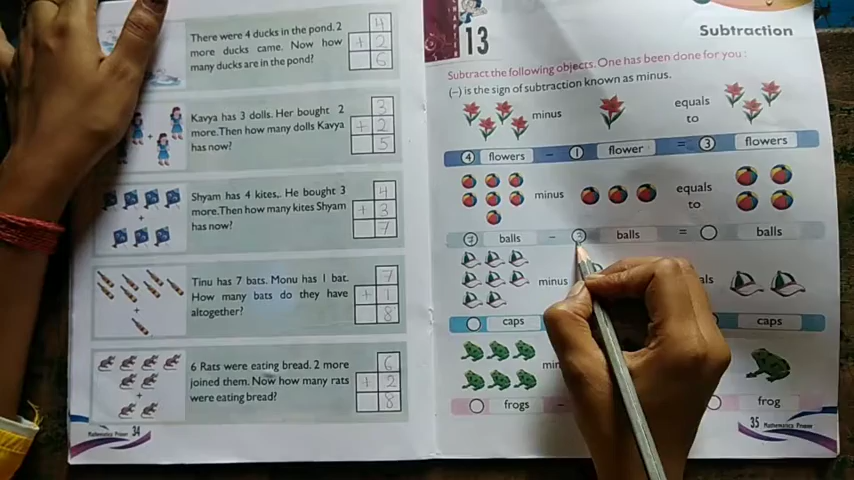 There were 4 ducks in the pond. 2
more ducks came. Now how
many ducks are in the pond?
4
+ 2
6
Kavya has 3 dolls. Her bought 2
more.Then how many dolls Kavya
has now?
3
+ 2
5
Shyam has 4 kites,. He bought 3
more.Then how many kites Shyam
has now?
4
+ 3
7
Tinu has 7 bats. Monu has 1 bat.
How many bats do they have
altogether?
7
+ 1
8
6 Rats were eating bread. 2 more
joined them. Now how many rats
were eating bread?
6
+ 2
8
Mathematics Power 34
13
Subtraction
Subtract the following objects. One has been done for you:
(–) is the sign of subtraction known as minus.
minus equals
to
4 flowers – 1 flower = 3 flowers
minus equals
to
7 balls – 3 balls = balls
minus
caps caps
frogs – frog
35 Mathematics Power